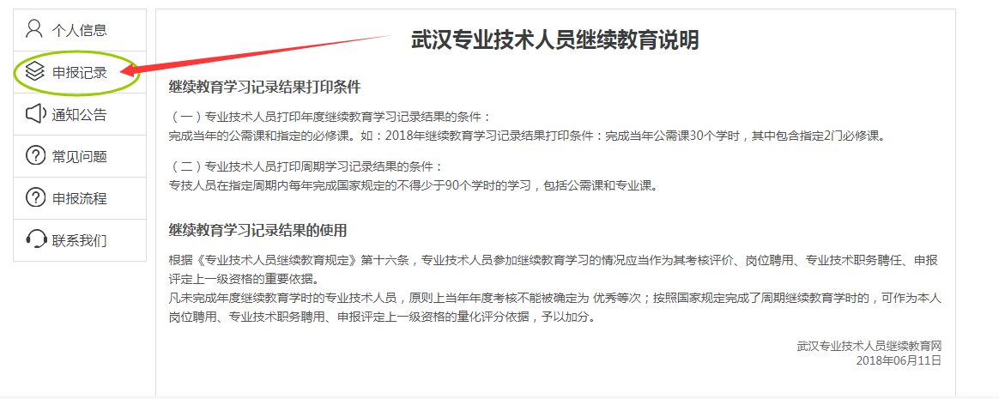 个人信息
申报记录
通知公告
常见问题
申报流程
联系我们
武汉专业技术人员继续教育说明
继续教育学习记录结果打印条件
（一）专业技术人员打印年度继续教育学习记录结果的条件：
完成当年的公需课和指定的必修课。如：2018年继续教育学习记录结果打印条件：完成当年公需课30个学时，其中包含指定2门必修课。
（二）专业技术人员打印周期学习记录结果的条件：
专技人员在指定周期内每年完成国家规定的不得少于90个学时的学习，包括公需课和专业课。
继续教育学习记录结果的使用
根据《专业技术人员继续教育规定》第十六条，专业技术人员参加继续教育学习的情况应当作为其考核评价、岗位聘用、专业技术职务聘任、申报
评定上一级资格的重要依据。
凡未完成年度继续教育学时的专业技术人员，原则上当年年度考核不能被确定为 优秀等次；按照国家规定完成了周期继续教育学时的，可作为本人
岗位聘用、专业技术职务聘用、申报评定上一级资格的量化评分依据，予以加分。
武汉专业技术人员继续教育网
2018年06月11日